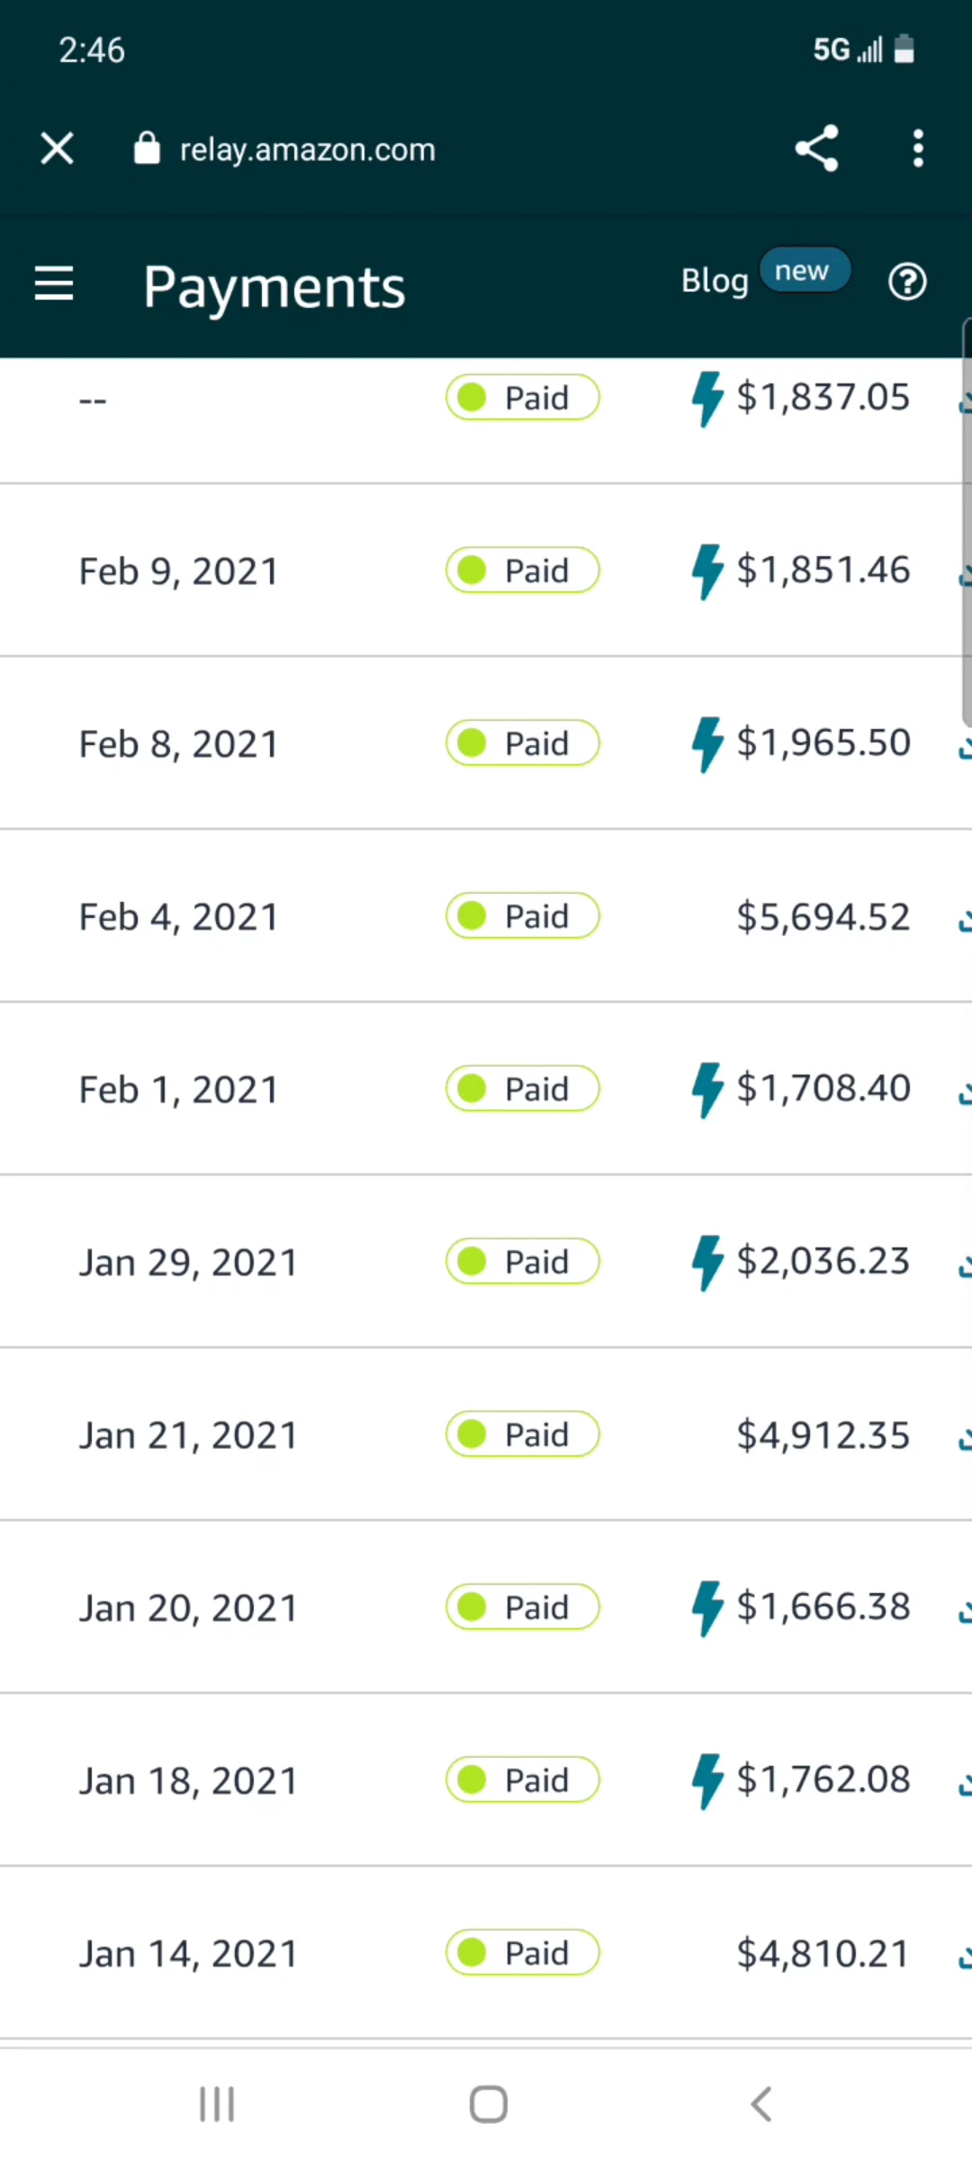 2:46
5G
relay.amazon.com
Payments Blog new
-- Paid $1,837.05
Feb 9, 2021 Paid $1,851.46
Feb 8, 2021 Paid $1,965.50
Feb 4, 2021 Paid $5,694.52
Feb 1, 2021 Paid $1,708.40
Jan 29, 2021 Paid $2,036.23
Jan 21, 2021 Paid $4,912.35
Jan 20, 2021 Paid $1,666.38
Jan 18, 2021 Paid $1,762.08
Jan 14, 2021 Paid $4,810.21